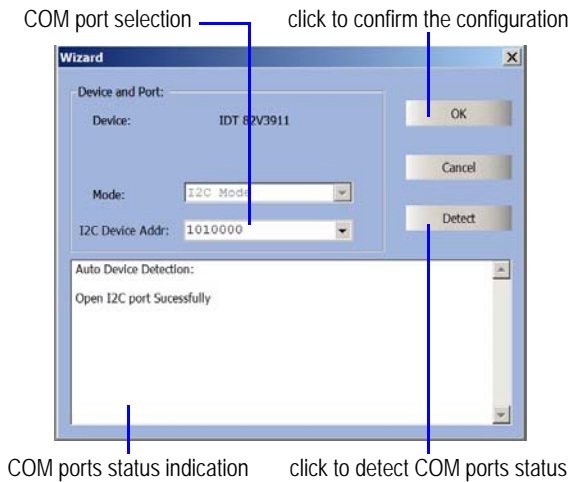 COM port selection
click to confirm the configuration
Wizard
Device and Port:
Device: IDT 82V3911
OK
Cancel
Mode: I2C Mode
I2C Device Addr: 1010000
Detect
Auto Device Detection:
Open I2C port Sucessfully
COM ports status indication
click to detect COM ports status